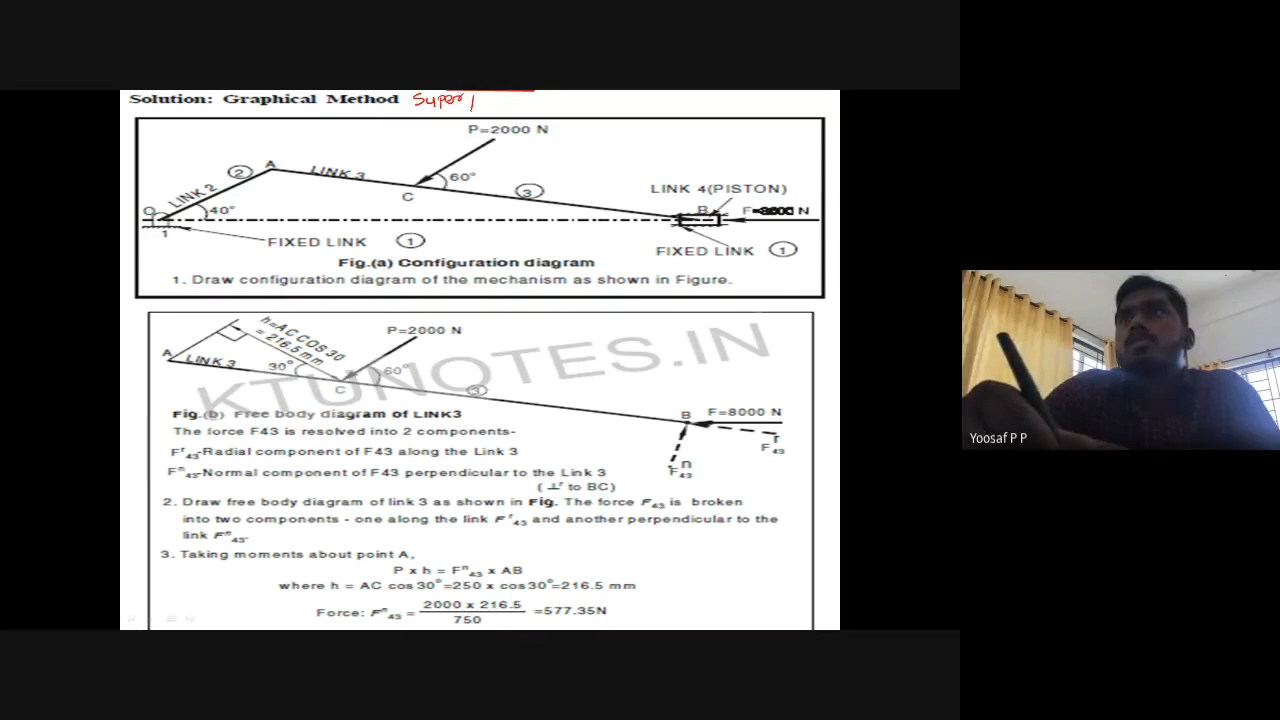 Solution: Graphical Method Super
P=2000 N
2
A
LINK 3
60°
LINK 2
C
3
LINK 4(PISTON)
O
40°
B
N
1
FIXED LINK 1
FIXED LINK 1
Fig.(a) Configuration diagram
1. Draw configuration diagram of the mechanism as shown in Figure.
h=AC COS 30
= 216.5 mm
P=2000 N
A
LINK 3
30°
60°
C
3
KTUNOTES.IN
B
F=8000 N
Fig.(b) Free body diagram of LINK3
The force F43 is resolved into 2 components-
Fʳ43-Radial component of F43 along the Link 3
Fʳ43
Fⁿ43-Normal component of F43 perpendicular to the Link 3
Fⁿ43
(⊥ʳ to BC)
2. Draw free body diagram of link 3 as shown in Fig. The force F43 is broken
into two components - one along the link Fʳ43 and another perpendicular to the
link Fⁿ43.
3. Taking moments about point A,
P x h = Fⁿ43 x AB
where h = AC cos 30°=250 x cos30°=216.5 mm
Force: Fⁿ43 = 2000 x 216.5 / 750 =577.35N
Yoosaf P P